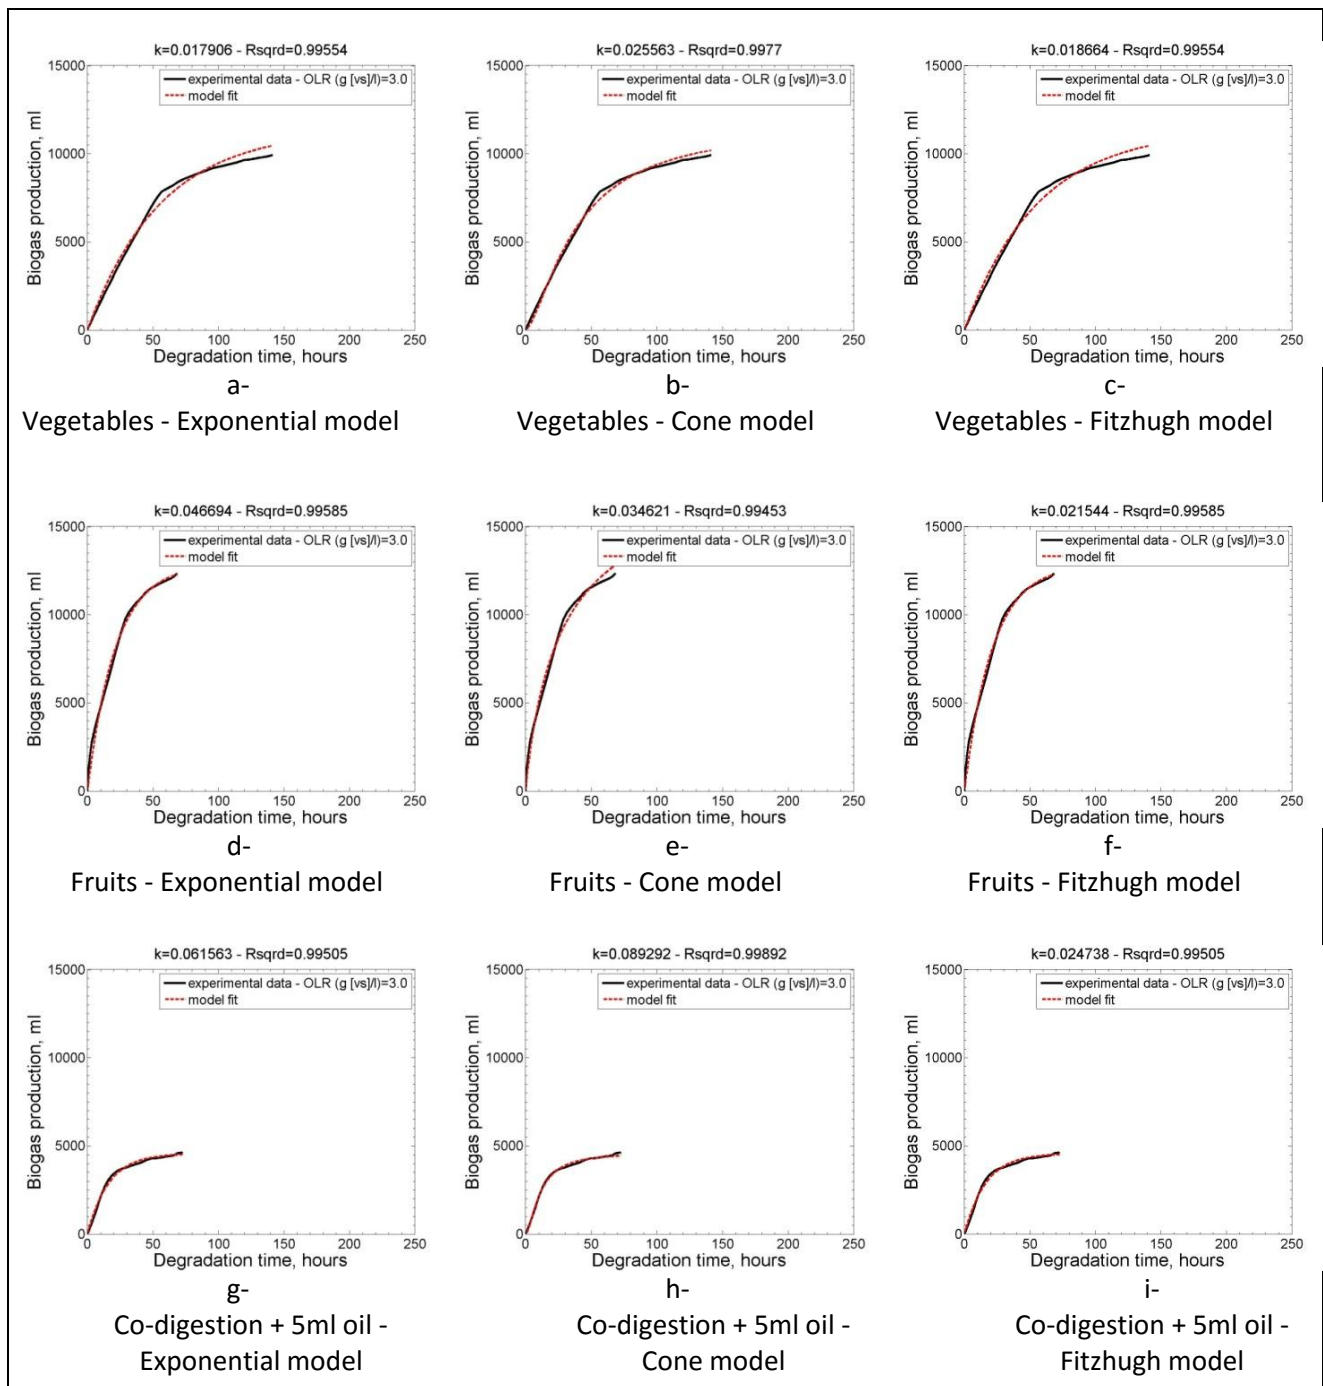 k=0.017906 - Rsqrd=0.99554
15000
experimental data - OLR (g [vs]/l)=3.0
model fit
10000
5000
0
0 50 100 150 200 250
Biogas production, ml
Degradation time, hours
a-
Vegetables - Exponential model
k=0.025563 - Rsqrd=0.9977
15000
experimental data - OLR (g [vs]/l)=3.0
model fit
10000
5000
0
0 50 100 150 200 250
Biogas production, ml
Degradation time, hours
b-
Vegetables - Cone model
k=0.018664 - Rsqrd=0.99554
15000
experimental data - OLR (g [vs]/l)=3.0
model fit
10000
5000
0
0 50 100 150 200 250
Biogas production, ml
Degradation time, hours
c-
Vegetables - Fitzhugh model
k=0.046694 - Rsqrd=0.99585
15000
experimental data - OLR (g [vs]/l)=3.0
model fit
10000
5000
0
0 50 100 150 200 250
Biogas production, ml
Degradation time, hours
d-
Fruits - Exponential model
k=0.034621 - Rsqrd=0.99453
15000
experimental data - OLR (g [vs]/l)=3.0
model fit
10000
5000
0
0 50 100 150 200 250
Biogas production, ml
Degradation time, hours
e-
Fruits - Cone model
k=0.021544 - Rsqrd=0.99585
15000
experimental data - OLR (g [vs]/l)=3.0
model fit
10000
5000
0
0 50 100 150 200 250
Biogas production, ml
Degradation time, hours
f-
Fruits - Fitzhugh model
k=0.061563 - Rsqrd=0.99505
15000
experimental data - OLR (g [vs]/l)=3.0
model fit
10000
5000
0
0 50 100 150 200 250
Biogas production, ml
Degradation time, hours
g-
Co-digestion + 5ml oil -
Exponential model
k=0.089292 - Rsqrd=0.99892
15000
experimental data - OLR (g [vs]/l)=3.0
model fit
10000
5000
0
0 50 100 150 200 250
Biogas production, ml
Degradation time, hours
h-
Co-digestion + 5ml oil -
Cone model
k=0.024738 - Rsqrd=0.99505
15000
experimental data - OLR (g [vs]/l)=3.0
model fit
10000
5000
0
0 50 100 150 200 250
Biogas production, ml
Degradation time, hours
i-
Co-digestion + 5ml oil -
Fitzhugh model